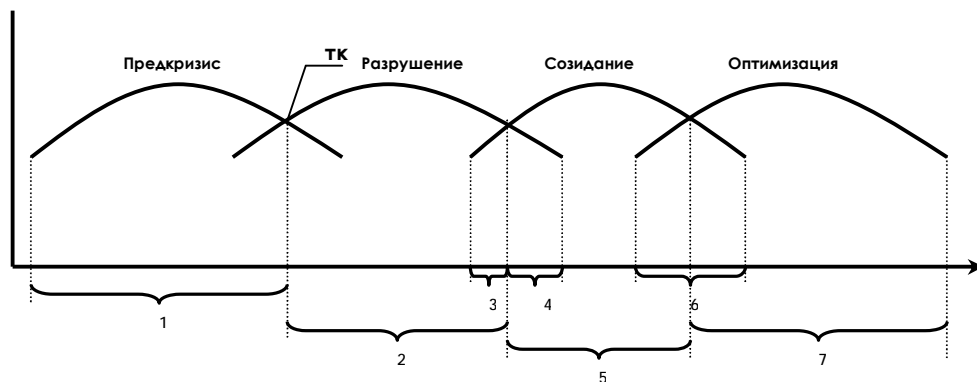 ТК
Предкризис
Разрушение
Созидание
Оптимизация
3
4
6
1
2
7
5